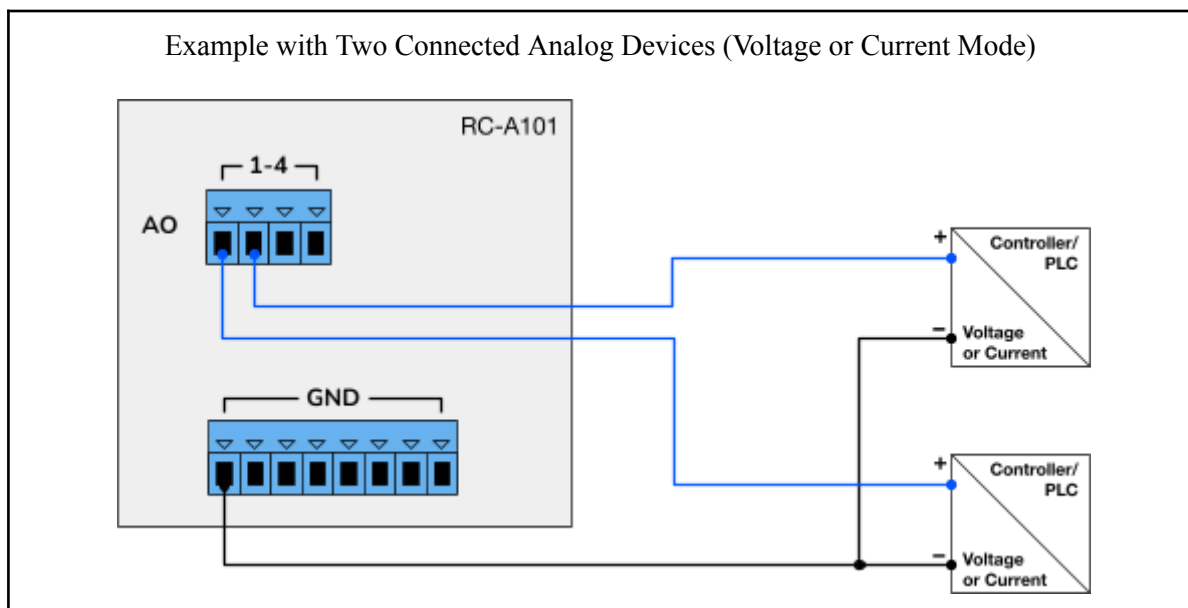 Example with Two Connected Analog Devices (Voltage or Current Mode)
RC-A101
1-4
AO
+
Controller/
PLC
−
Voltage
or Current
GND
+
Controller/
PLC
−
Voltage
or Current